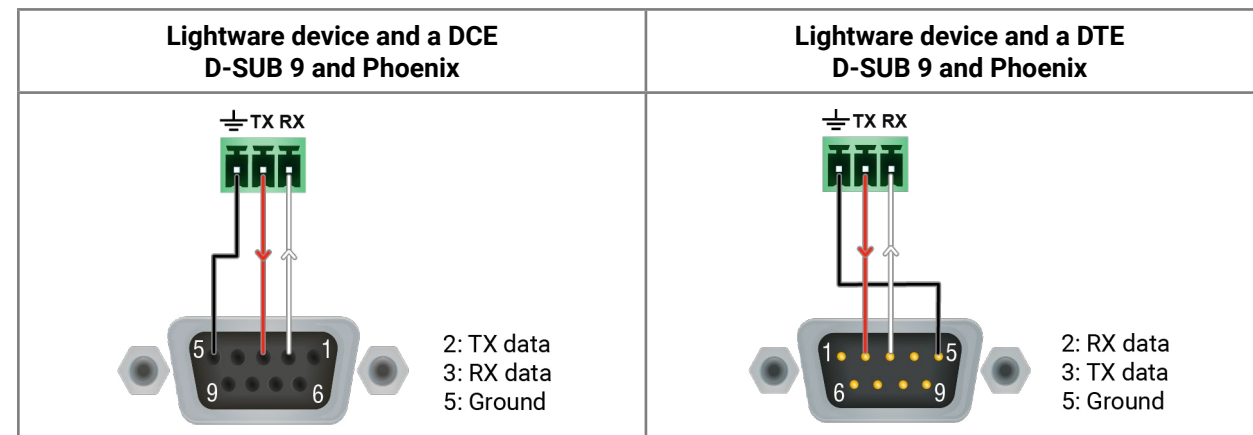 Lightware device and a DCE
D-SUB 9 and Phoenix
Lightware device and a DTE
D-SUB 9 and Phoenix
TX RX
5 1
9 6
2: TX data
3: RX data
5: Ground
TX RX
1 5
6 9
2: RX data
3: TX data
5: Ground